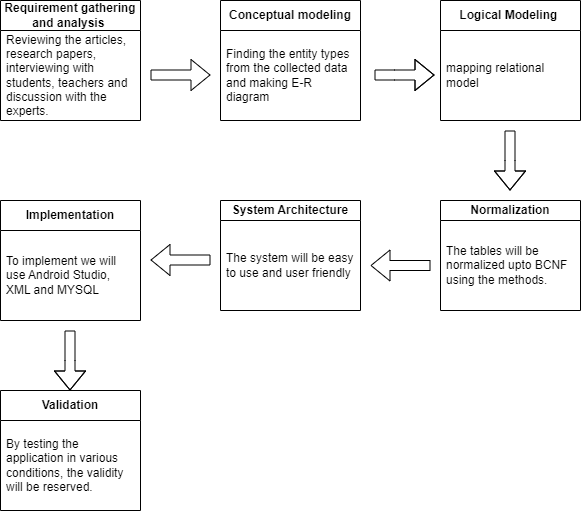 Requirement gathering
and analysis
Reviewing the articles,
research papers,
interviewing with
students, teachers and
discussion with the
experts.
Conceptual modeling
Finding the entity types
from the collected data
and making E-R
diagram
Logical Modeling
mapping relational
model
Normalization
The tables will be
normalized upto BCNF
using the methods.
System Architecture
The system will be easy
to use and user friendly
Implementation
To implement we will
use Android Studio,
XML and MYSQL
Validation
By testing the
application in various
conditions, the validity
will be reserved.